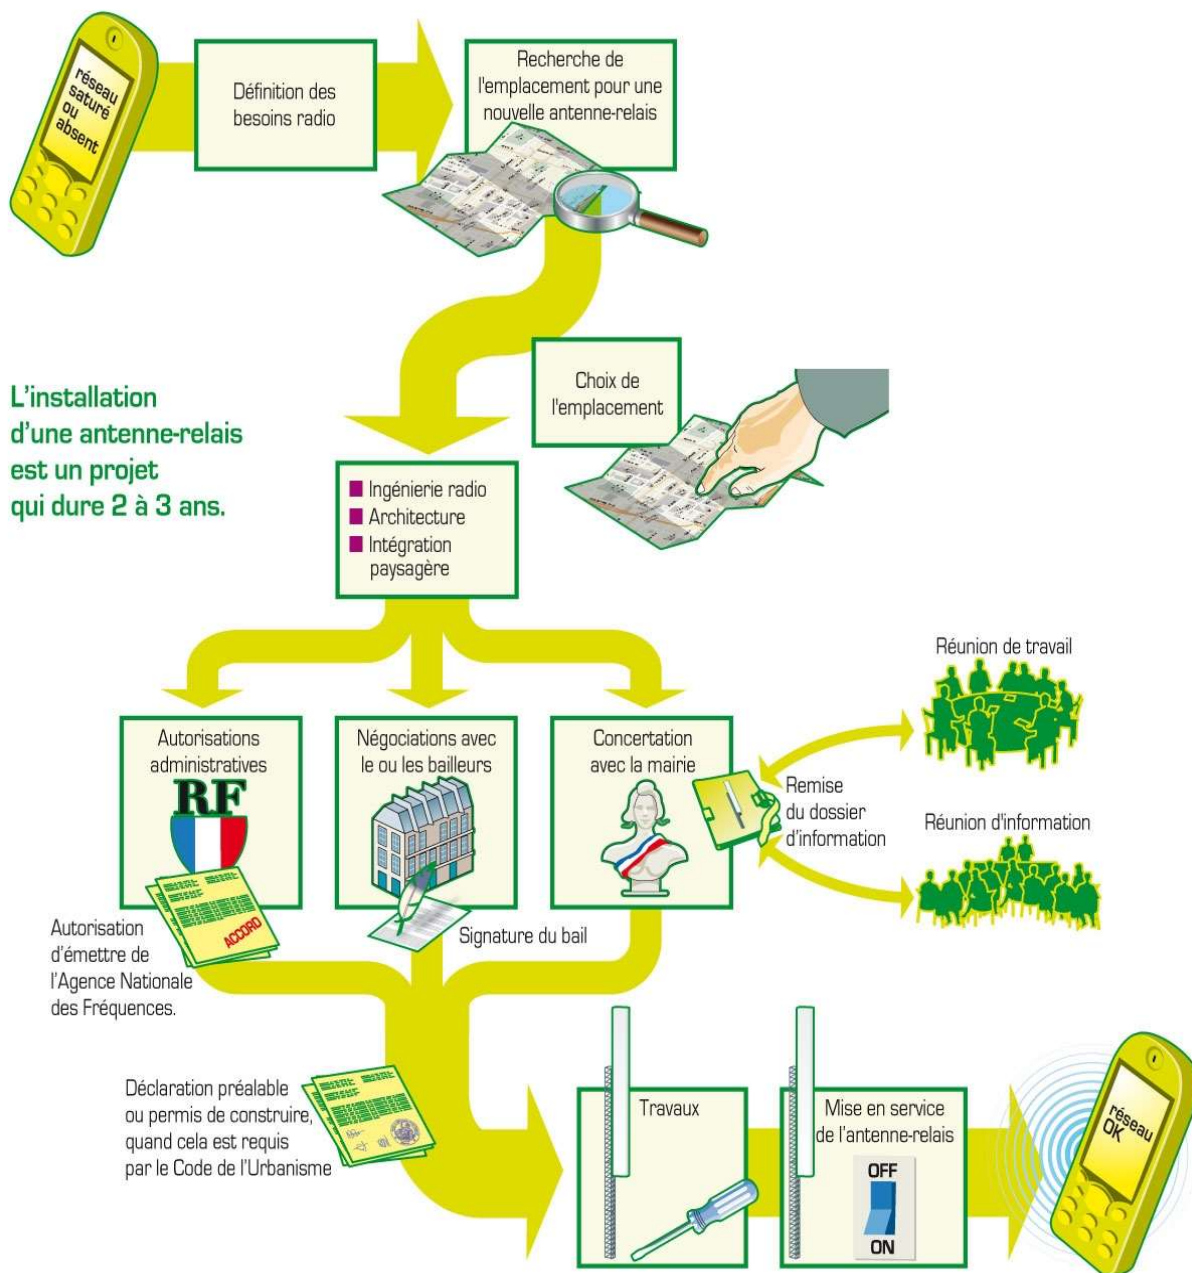 réseau
saturé
ou
absent
Définition des
besoins radio
Recherche de
l'emplacement pour une
nouvelle antenne-relais
Choix de
l'emplacement
L'installation
d'une antenne-relais
est un projet
qui dure 2 à 3 ans.
Ingénierie radio
Architecture
Intégration
paysagère
Autorisations
administratives
RF
ACCORD
Autorisation
d'émettre de
l'Agence Nationale
des Fréquences.
Négociations avec
le ou les bailleurs
Signature du bail
Concertation
avec la mairie
Remise
du dossier
d'information
Réunion de travail
Réunion d'information
Déclaration préalable
ou permis de construire,
quand cela est requis
par le Code de l'Urbanisme
Travaux
Mise en service
de l'antenne-relais
OFF
ON
réseau
OK